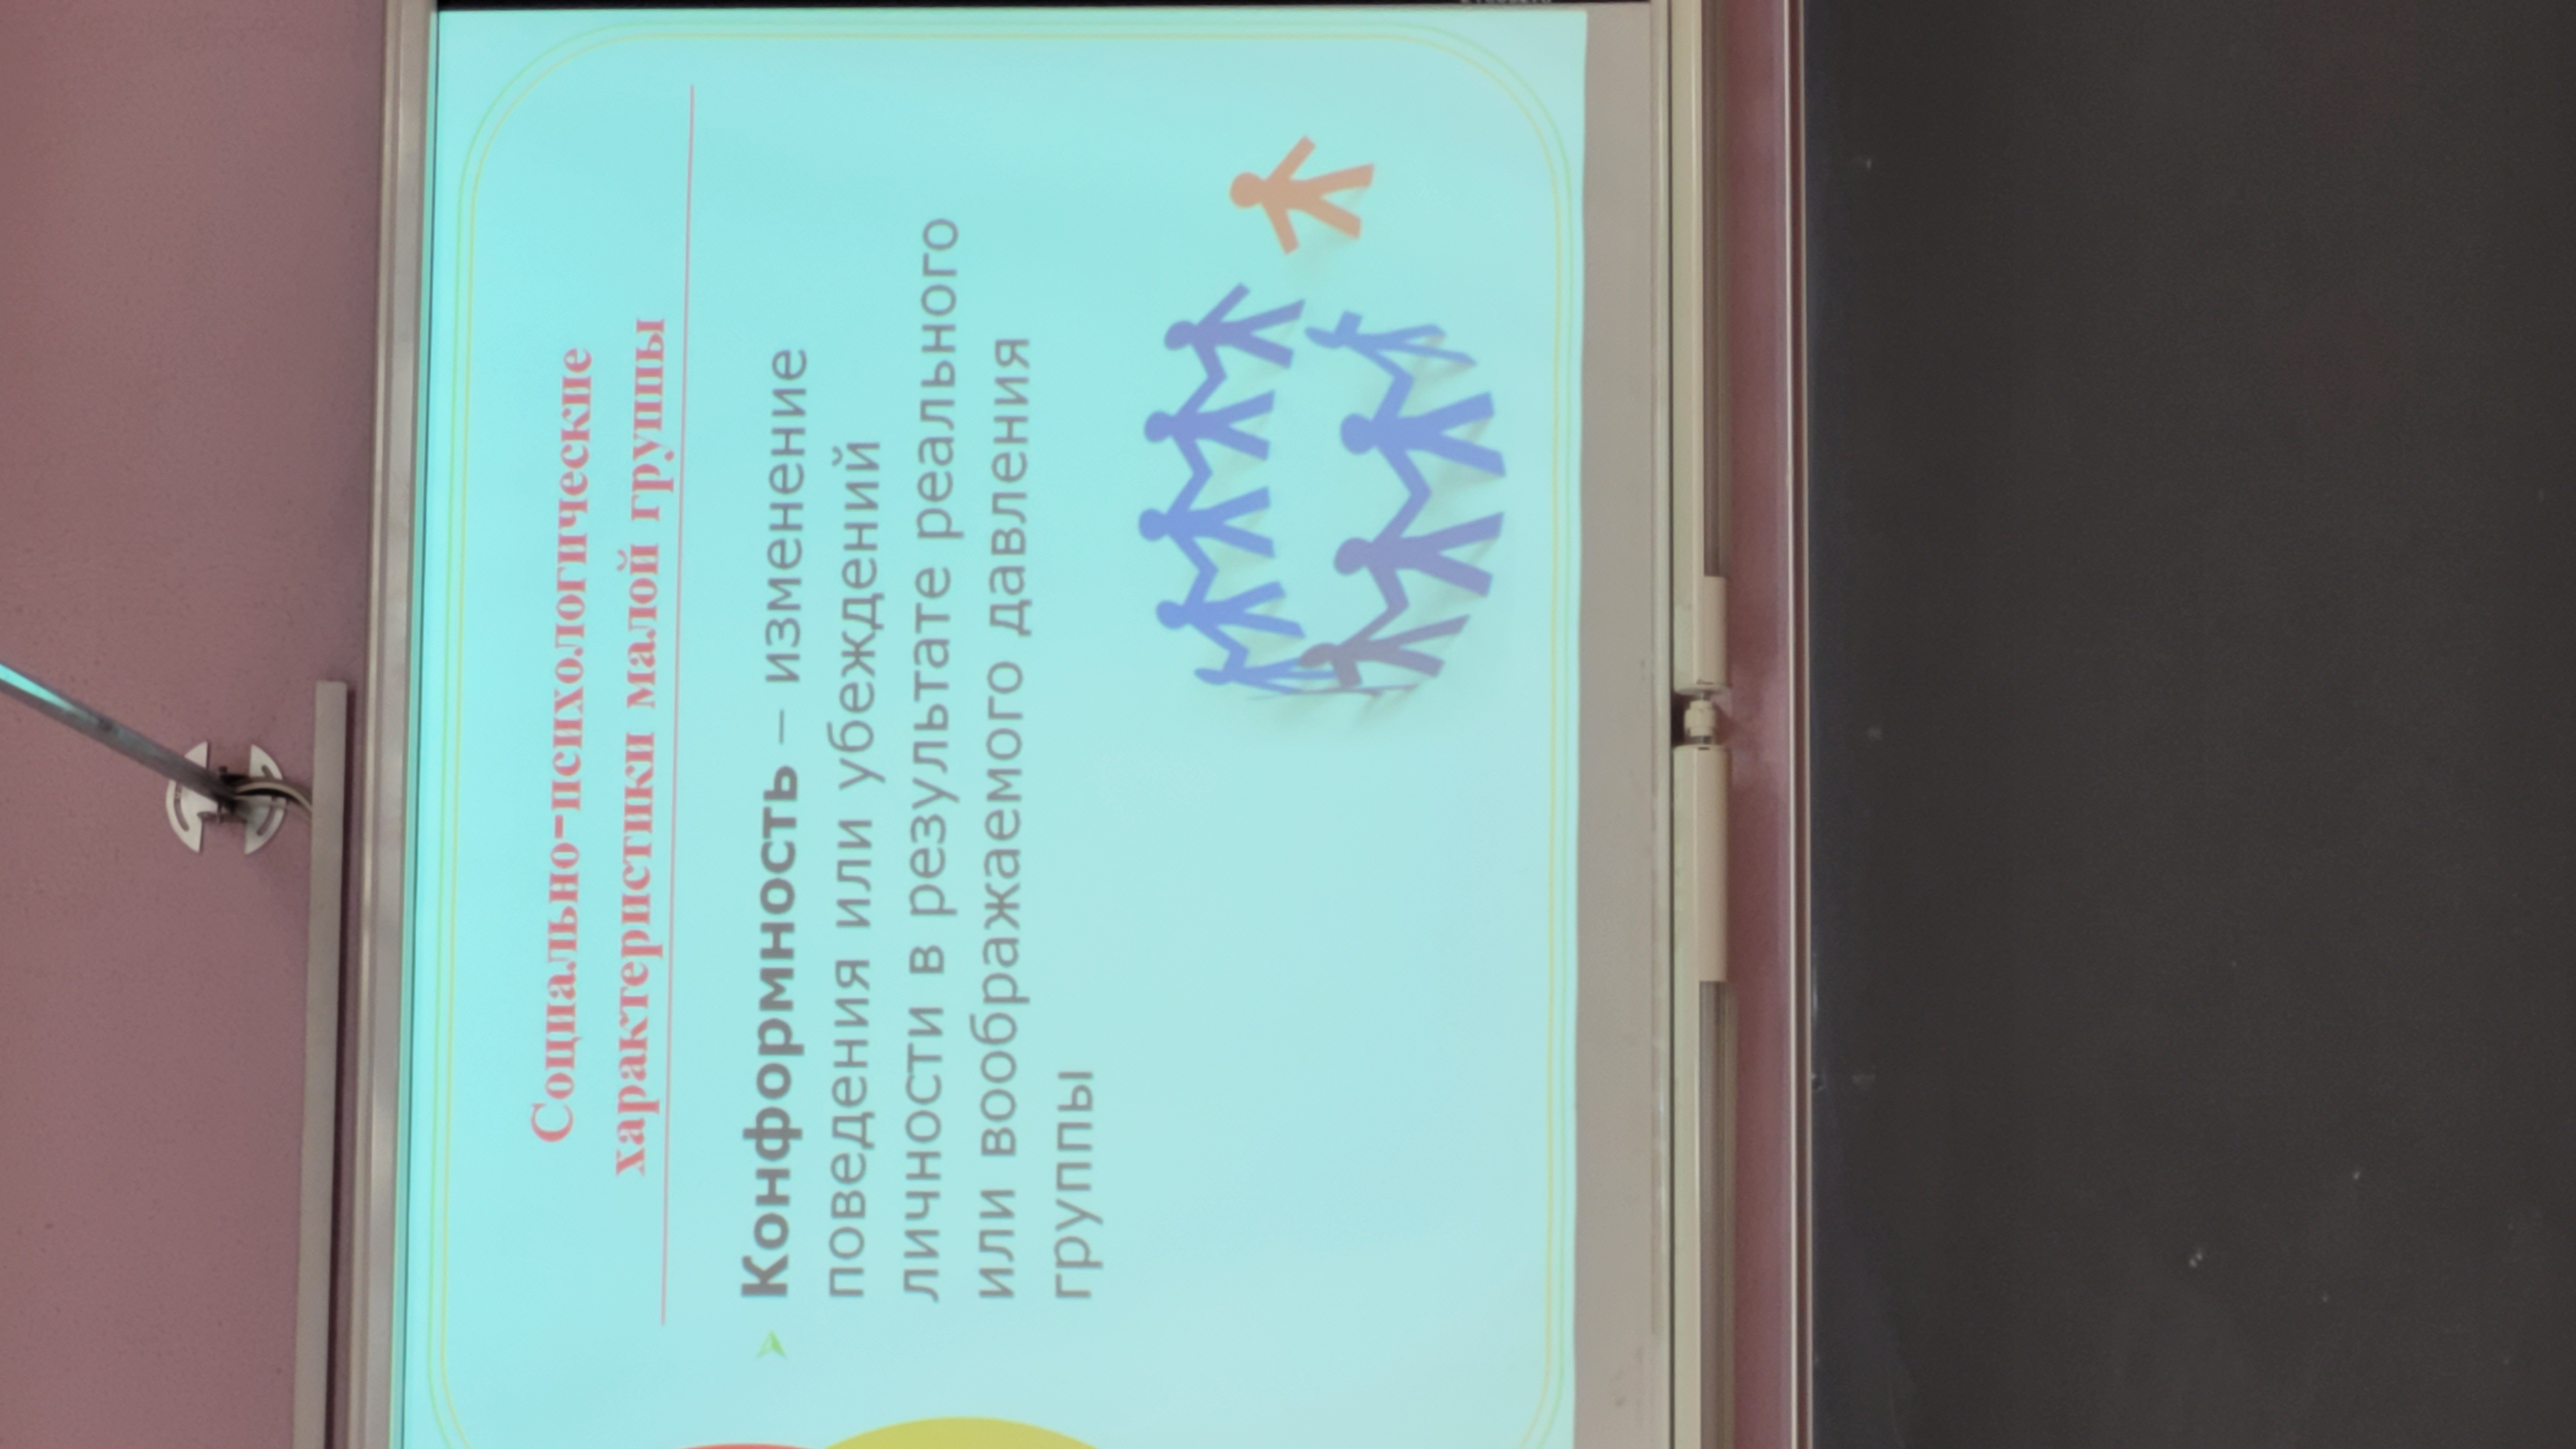 Социально-психологические
характеристики малой группы
Конформность – изменение
поведения или убеждений
личности в результате реального
или воображаемого давления
группы